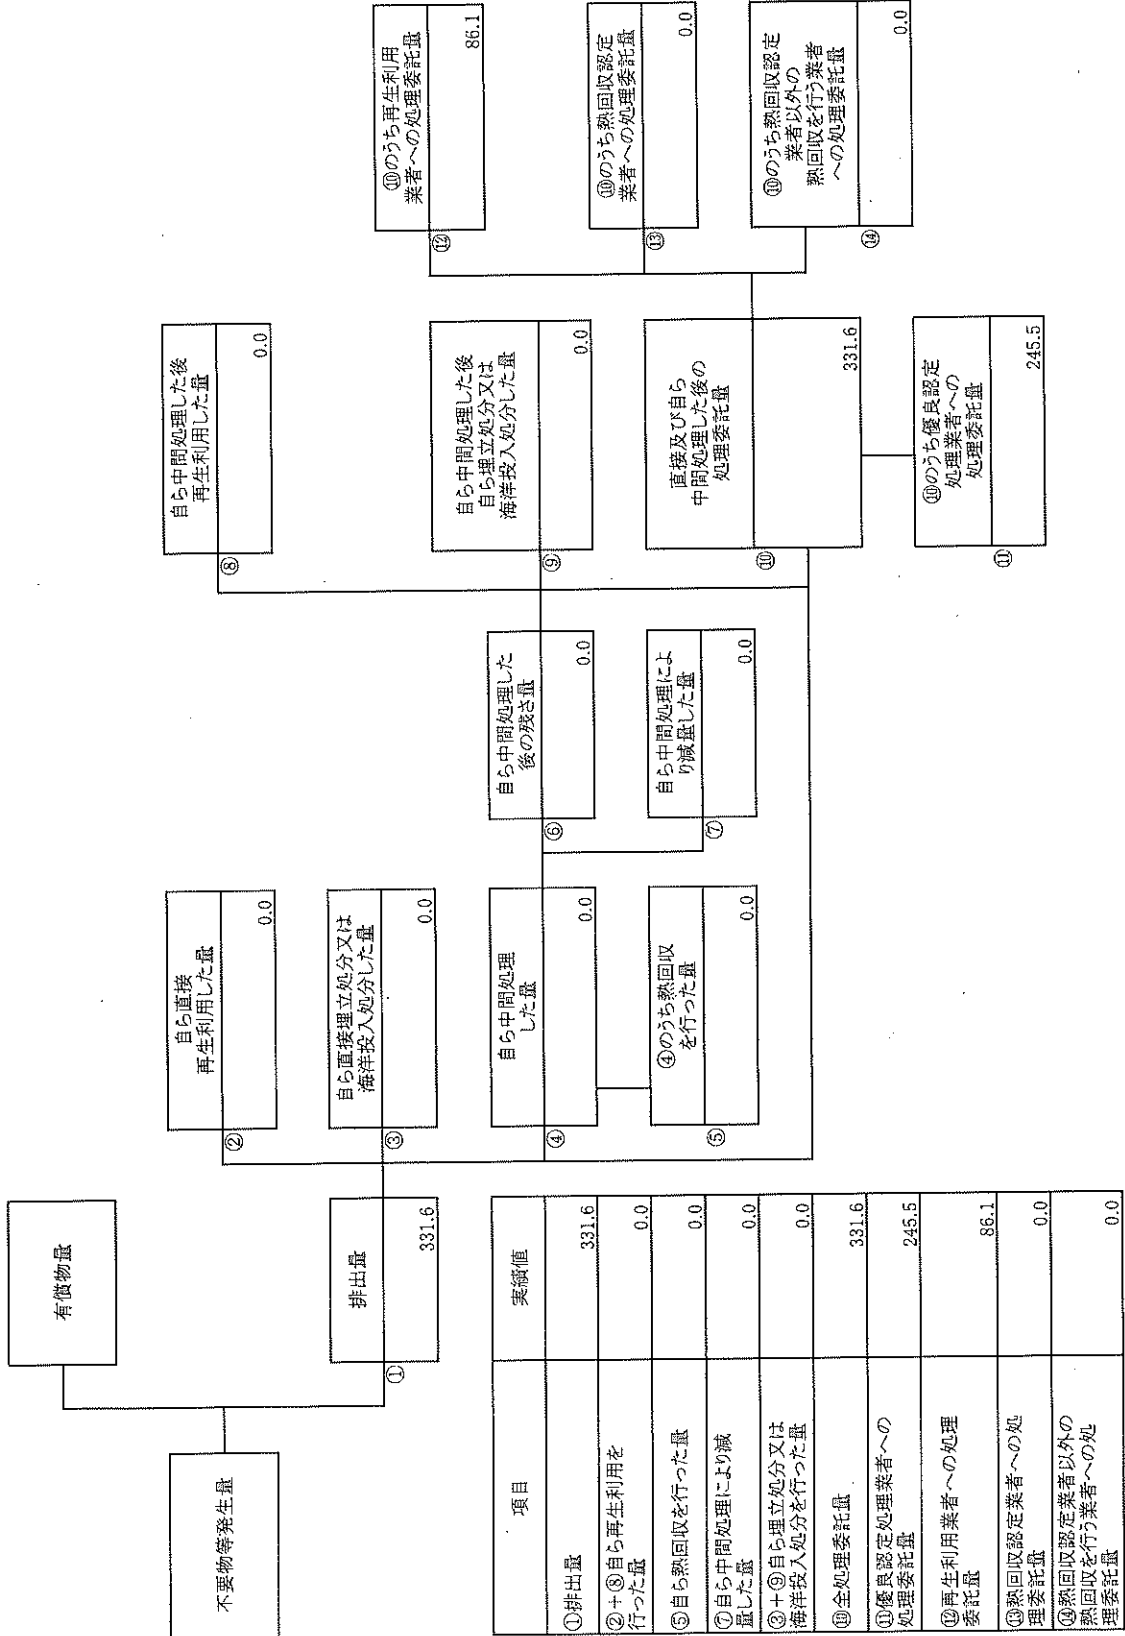 不要物等発生量
有償物量
①
排出量
331.6
②
自ら直接
再生利用した量
0.0
③
自ら直接埋立処分又は
海洋投入処分した量
0.0
④
自ら中間処理
した量
0.0
⑤
④のうち熱回収
を行った量
0.0
⑥
自ら中間処理した
後の残さ量
0.0
⑦
自ら中間処理によ
り減量した量
0.0
⑧
自ら中間処理した後
再生利用した量
0.0
⑨
自ら中間処理した後
自ら埋立処分又は
海洋投入処分した量
0.0
⑩
直接及び自ら
中間処理した後の
処理委託量
331.6
⑪
⑩のうち優良認定
処理業者への
処理委託量
245.5
⑫
⑩のうち再生利用
業者への処理委託量
86.1
⑬
⑩のうち熱回収認定
業者への処理委託量
0.0
⑭
⑩のうち熱回収認定
業者以外の
熱回収を行う業者
への処理委託量
0.0
項目 実績値
①排出量 331.6
②+⑧自ら再生利用を
行った量 0.0
⑤自ら熱回収を行った量 0.0
⑦自ら中間処理により減
量した量 0.0
③+⑨自ら埋立処分又は
海洋投入処分を行った量 0.0
⑩全処理委託量 331.6
⑪優良認定処理業者への
処理委託量 245.5
⑫再生利用業者への処理
委託量 86.1
⑬熱回収認定業者への処
理委託量 0.0
⑭熱回収認定業者以外の
熱回収を行う業者への処
理委託量 0.0